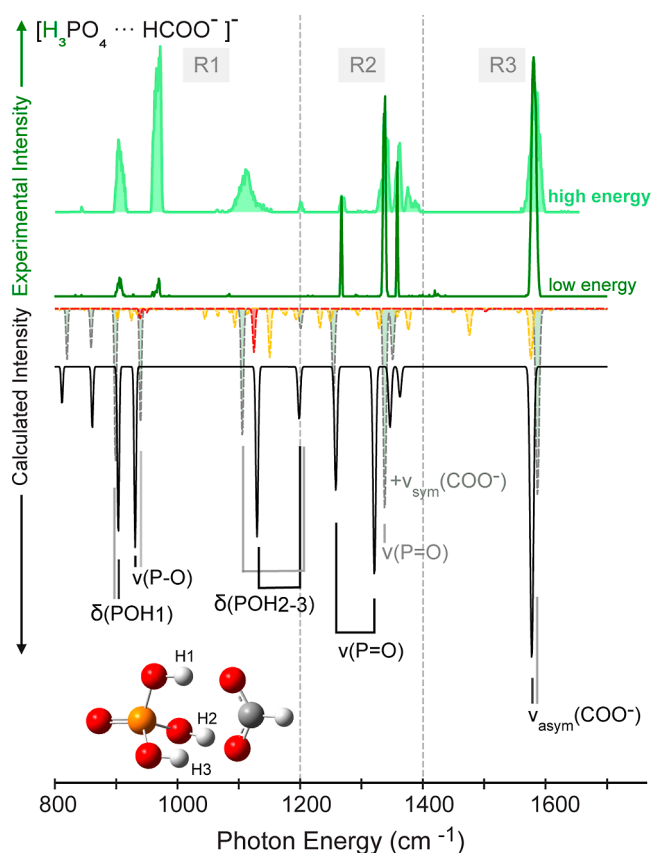 [H₃PO₄ ··· HCOO⁻]⁻
R1
R2
R3
high energy
low energy
Experimental Intensity
Calculated Intensity
+νsym(COO⁻)
ν(P=O)
ν(P-O)
δ(POH1)
δ(POH2-3)
ν(P=O)
νasym(COO⁻)
H1
H2
H3
800 1000 1200 1400 1600
Photon Energy (cm⁻¹)